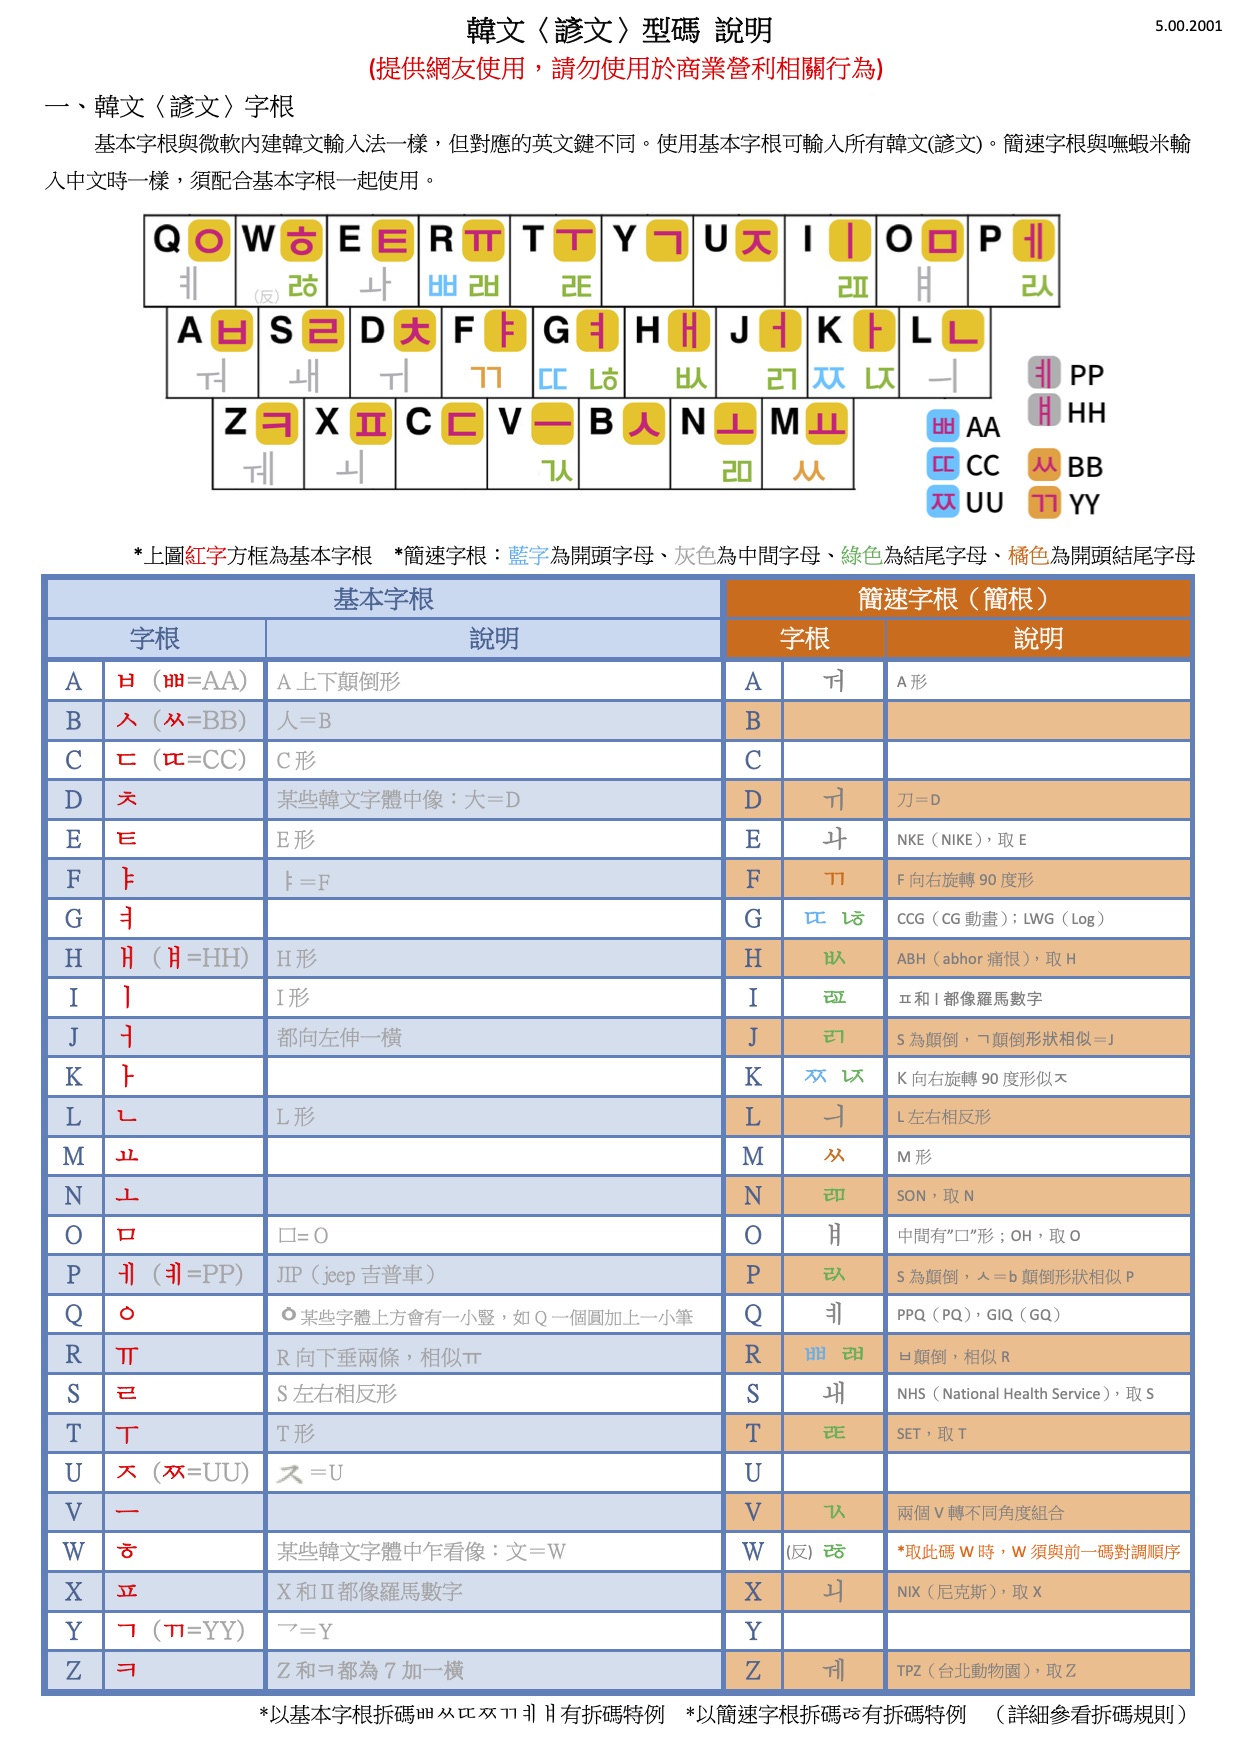 韓文〈諺文〉型碼 說明
5.00.2001
(提供網友使用，請勿使用於商業營利相關行為)
一、韓文〈諺文〉字根
基本字根與微軟內建韓文輸入法一樣，但對應的英文鍵不同。使用基本字根可輸入所有韓文(諺文)。簡速字根與嘸蝦米輸
入中文時一樣，須配合基本字根一起使用。
Q ㅇ W ㅎ E ㅌ R ㅠ T ㅜ Y ㄱ U ㅈ I ㅣ O ㅁ P ㅔ
ㅖ (反) ㅀ ㅘ ㅃ ㄼ ㄾ ㄿ ㅒ ㄽ
A ㅂ S ㄹ D ㅊ F ㅑ G ㅕ H ㅐ J ㅓ K ㅏ L ㄴ
ㅝ ㅙ ㅟ ㄲ ㄸ ㄶ ㅄ ㄺ ㅉ ㄵ ㅢ
Z ㅋ X ㅍ C ㄷ V ㅡ B ㅅ N ㅗ M ㅛ
ㅞ ㅚ ㄳ ㄻ ㅆ
ㅖ PP
ㅒ HH
ㅃ AA
ㄸ CC ㅆ BB
ㅉ UU ㄲ YY
*上圖紅字方框為基本字根 *簡速字根：藍字為開頭字母、灰色為中間字母、綠色為結尾字母、橘色為開頭結尾字母
基本字根 簡速字根（簡根）
字根 說明 字根 說明
A ㅂ（ㅃ=AA） A 上下顛倒形 A ㅝ A 形
B ㅅ（ㅆ=BB） 人＝B B
C ㄷ（ㄸ=CC） C 形 C
D ㅊ 某些韓文字體中像：大＝D D ㅟ 刀＝D
E ㅌ E 形 E ㅘ NKE（NIKE），取 E
F ㅑ ㅑ＝F F ㄲ F 向右旋轉 90 度形
G ㅕ G ㄸ ㄶ CCG（CG 動畫）；LWG（Log）
H ㅐ（ㅒ=HH） H 形 H ㅄ ABH（abhor 痛恨），取 H
I ㅣ I 形 I ㄿ ㅍ和 I 都像羅馬數字
J ㅓ 都向左伸一橫 J ㄺ S 為顛倒，ㄱ顛倒形狀相似＝J
K ㅏ K ㅉ ㄵ K 向右旋轉 90 度形似ㅈ
L ㄴ L 形 L ㅢ L 左右相反形
M ㅛ M ㅆ M 形
N ㅗ N ㄻ SON，取 N
O ㅁ 口= O O ㅒ 中間有”口”形；OH，取 O
P ㅔ（ㅖ=PP） JIP（jeep 吉普車） P ㄽ S 為顛倒，ㅅ＝b 顛倒形狀相似 P
Q ㅇ ㅇ某些字體上方會有一小豎，如 Q 一個圓加上一小筆 Q ㅖ PPQ（PQ），GIQ（GQ）
R ㅠ R 向下垂兩條，相似ㅠ R ㅃ ㄼ ㅂ顛倒，相似 R
S ㄹ S 左右相反形 S ㅙ NHS（National Health Service），取 S
T ㅜ T 形 T ㄾ SET，取 T
U ㅈ（ㅉ=UU） ㅈ＝U U
V ㅡ V ㄳ 兩個 V 轉不同角度組合
W ㅎ 某些韓文字體中乍看像：文＝W W (反) ㅀ *取此碼 W 時，W 須與前一碼對調順序
X ㅍ X 和Ⅱ都像羅馬數字 X ㅚ NIX（尼克斯），取 X
Y ㄱ（ㄲ=YY） 乛＝Y Y
Z ㅋ Z 和ㅋ都為 7 加一橫 Z ㅞ TPZ（台北動物園），取 Z
*以基本字根拆碼ㅃㅆㄸㅉㄲㅖㅒ有拆碼特例 *以簡速字根拆碼ㅀ有拆碼特例 （詳細參看拆碼規則）